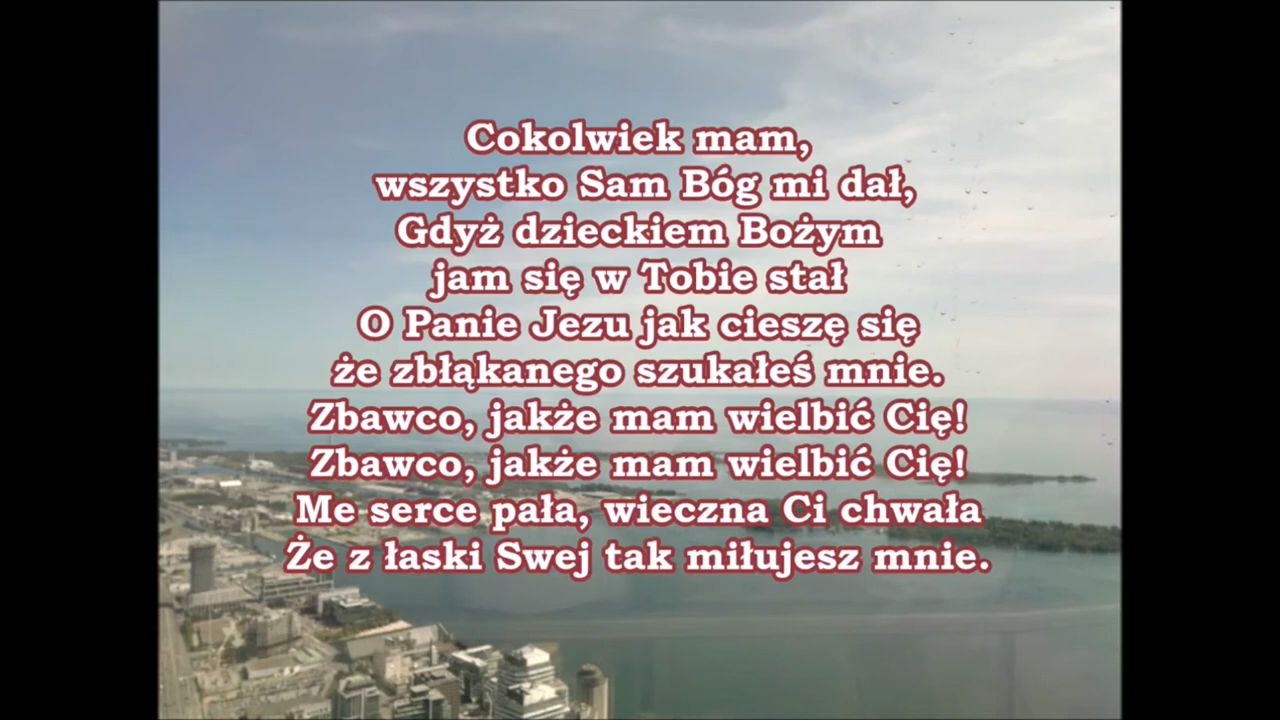 Cokolwiek mam,
wszystko Sam Bóg mi dał,
Gdyż dzieckiem Bożym
jam się w Tobie stał
O Panie Jezu jak cieszę się
że zbłąkanego szukałeś mnie.
Zbawco, jakże mam wielbić Cię!
Zbawco, jakże mam wielbić Cię!
Me serce pała, wieczna Ci chwała
Że z łaski Swej tak miłujesz mnie.